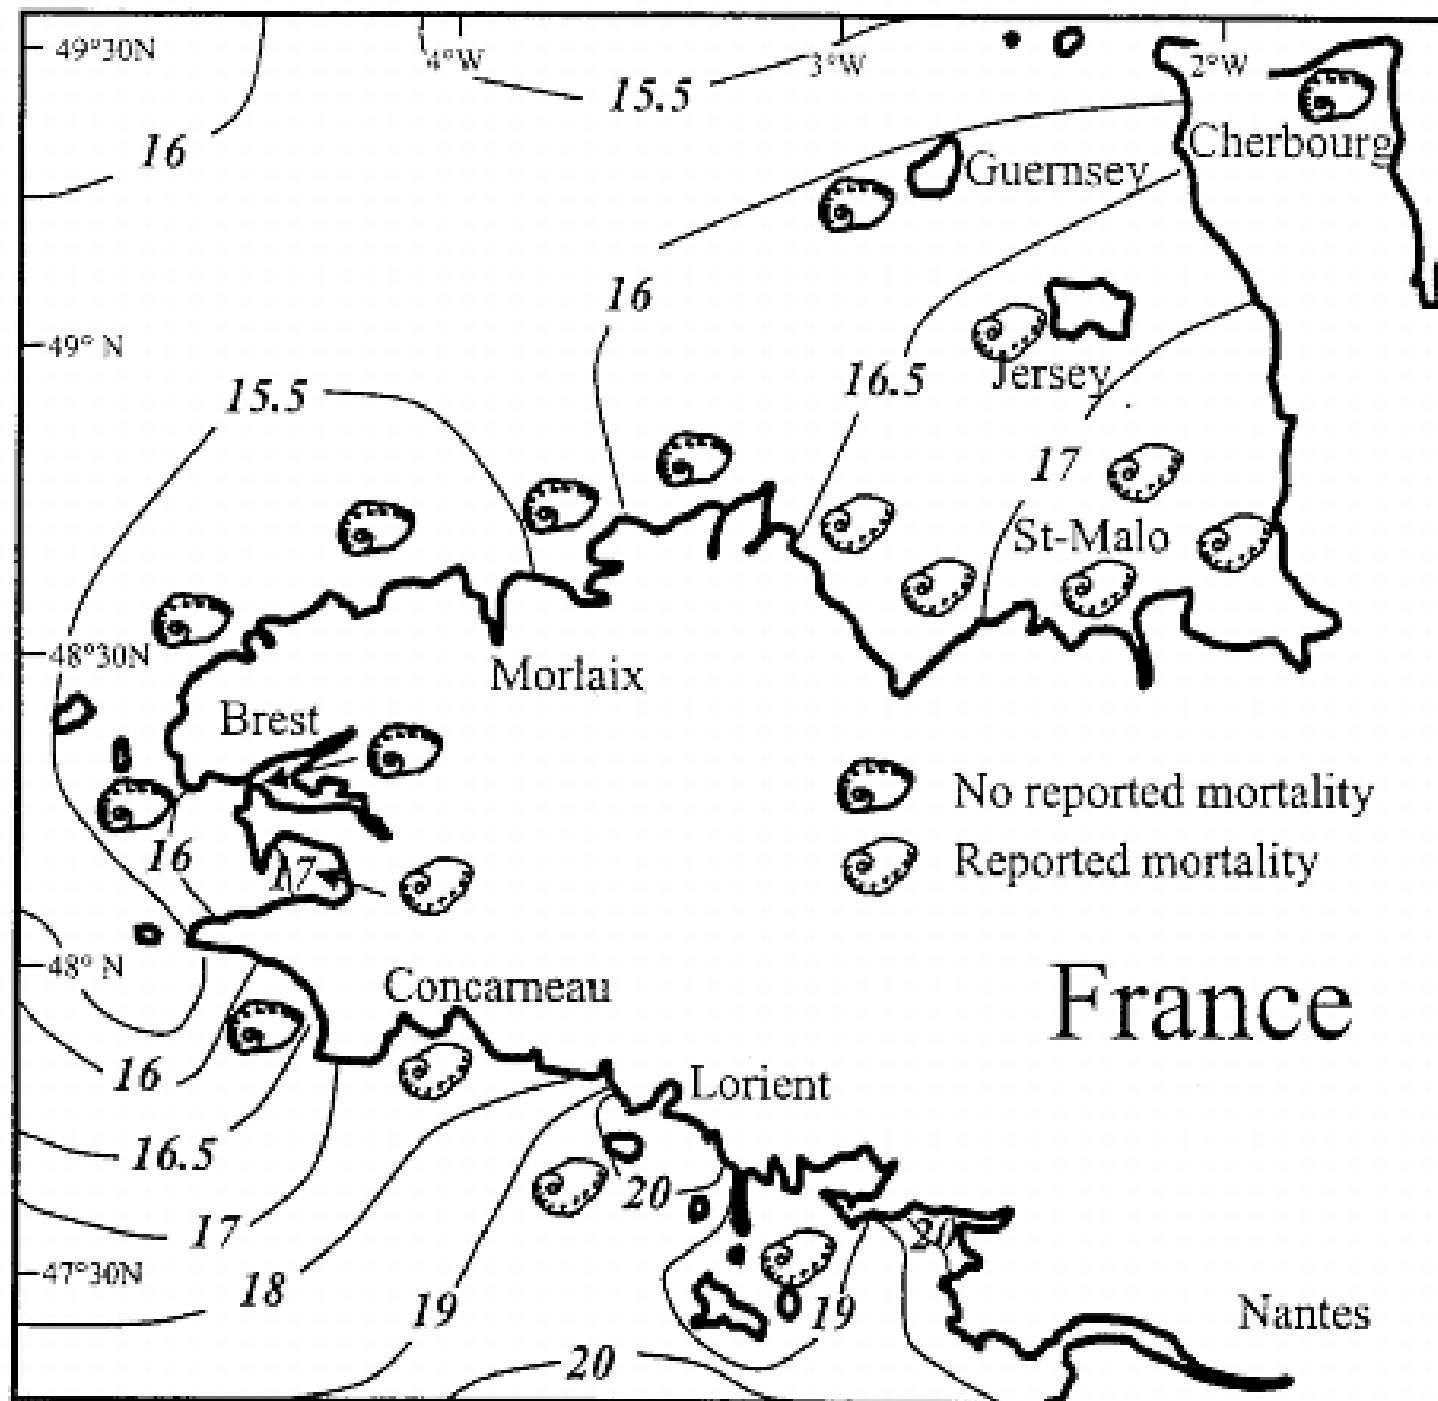 49°30N
4°W
3°W
2°W
15.5
16
Cherbourg
Guernsey
16
49° N
16.5
Jersey
15.5
17
St-Malo
48°30N
Morlaix
Brest
No reported mortality
16
17
Reported mortality
48° N
Concarneau
France
16
Lorient
16.5
20
17
20
47°30N
18
19
19
Nantes
20